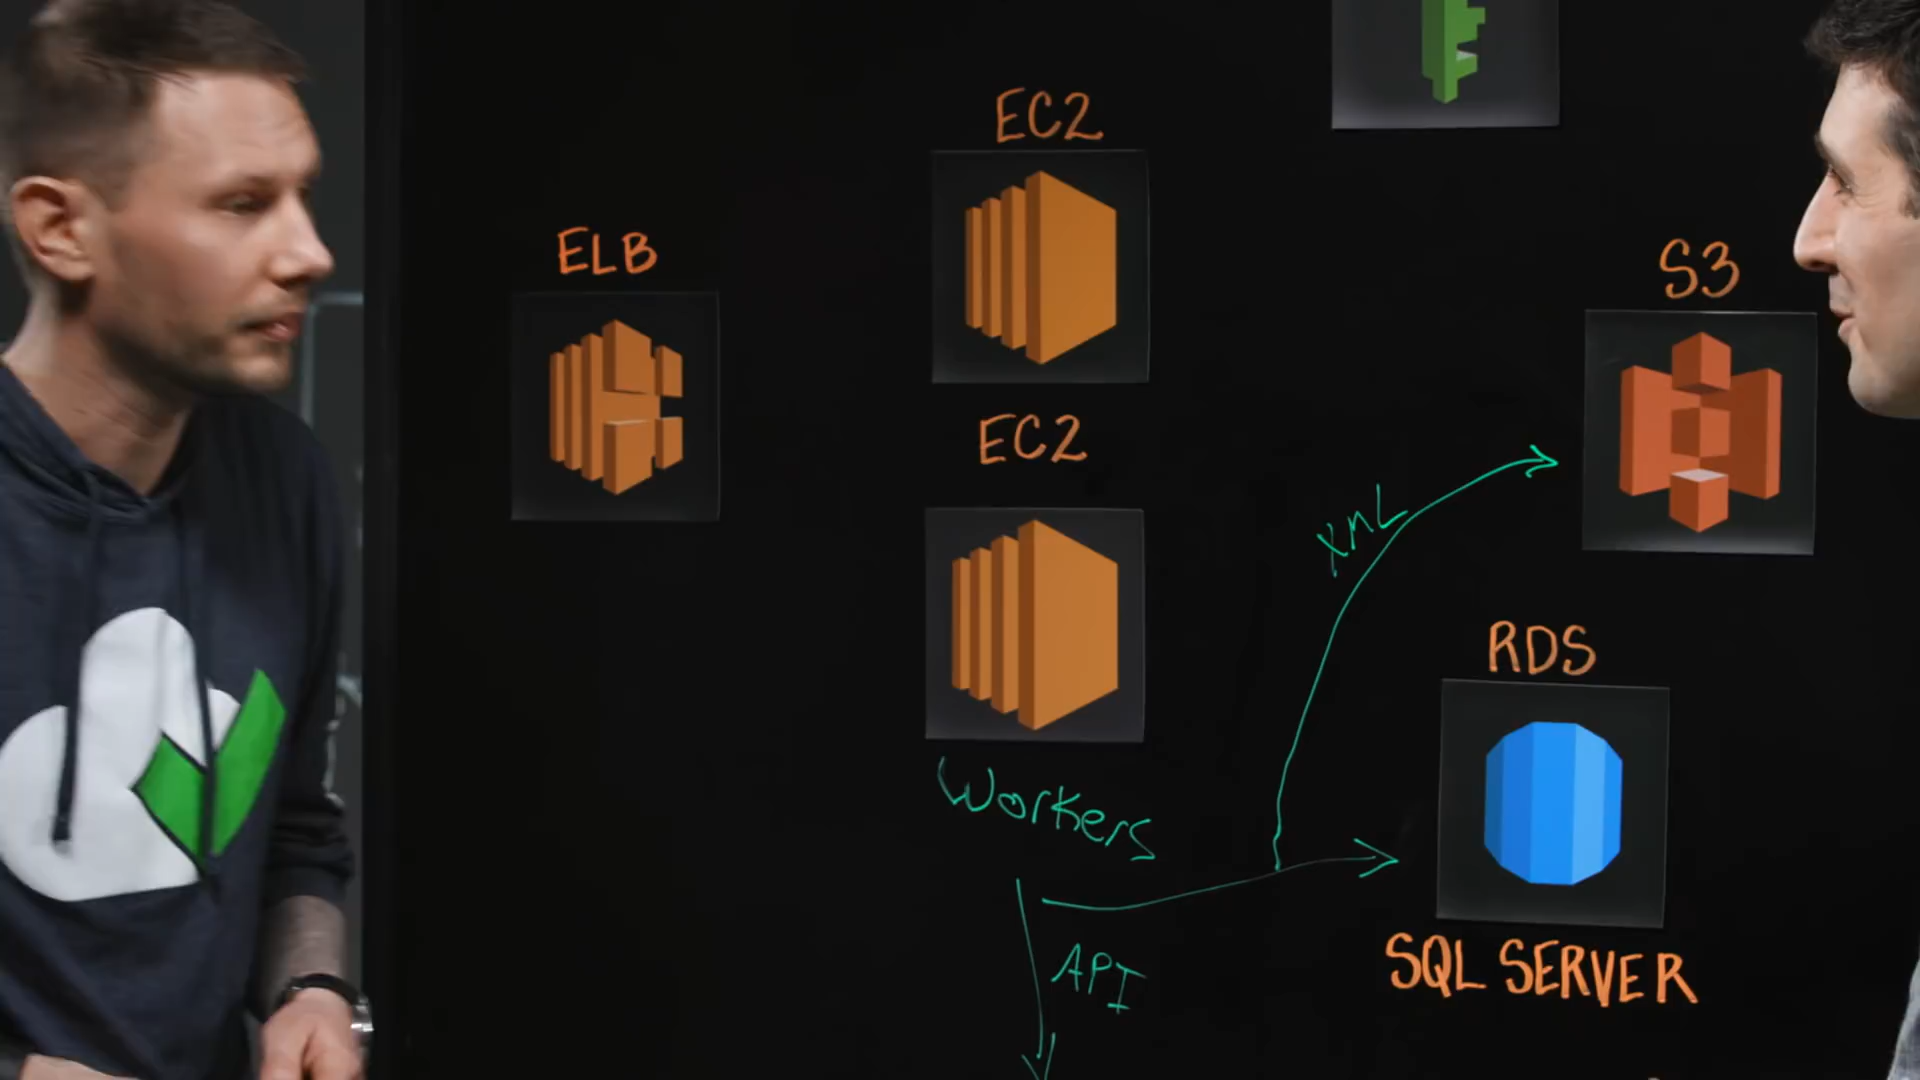 EC2
ELB
S3
EC2
XML
RDS
Workers
API
SQL SERVER